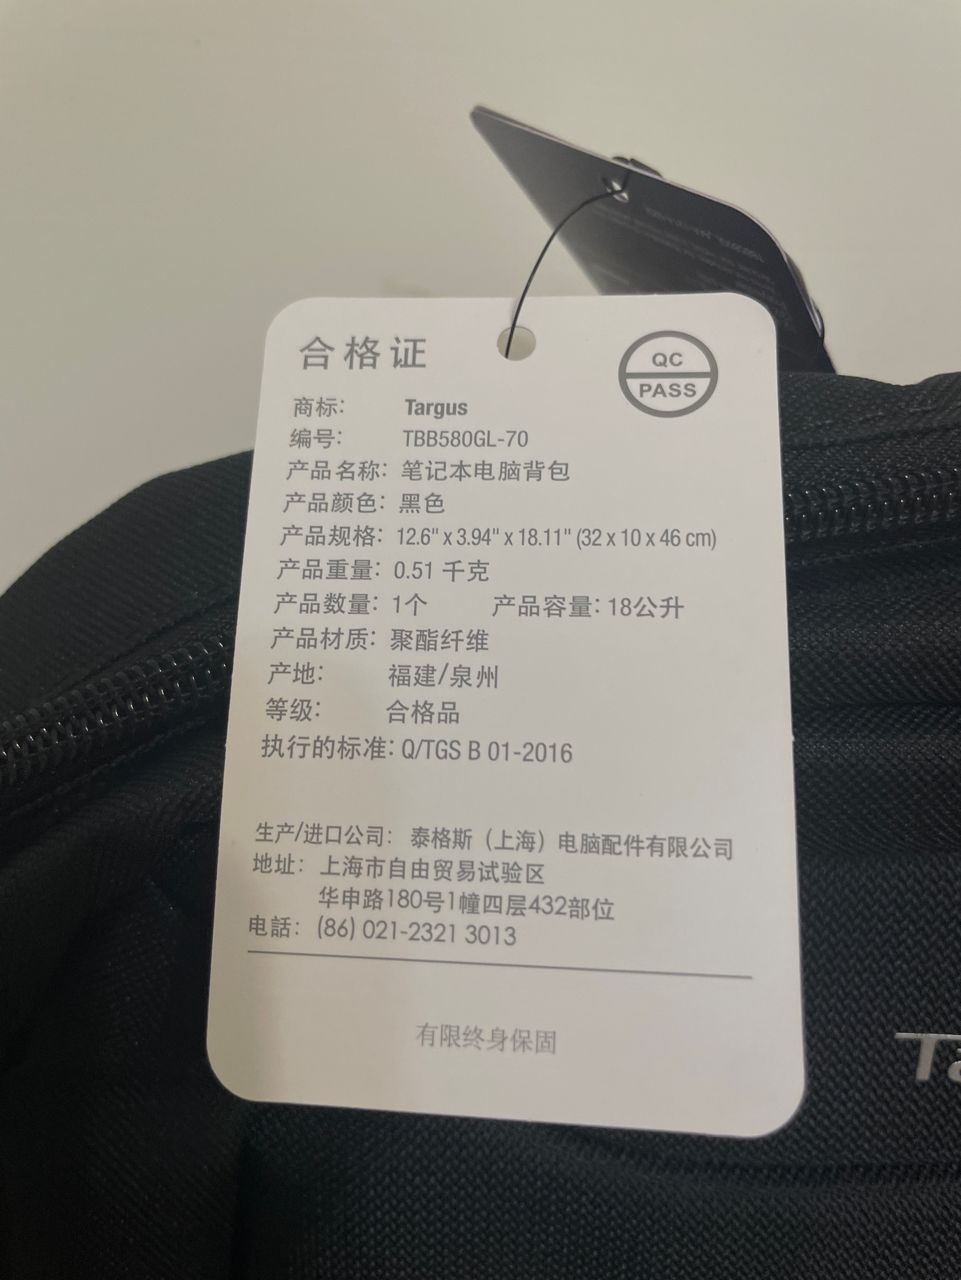 合格证
QC
PASS
商标: Targus
编号: TBB580GL-70
产品名称: 笔记本电脑背包
产品颜色: 黑色
产品规格: 12.6" x 3.94" x 18.11" (32 x 10 x 46 cm)
产品重量: 0.51 千克
产品数量: 1个 产品容量: 18公升
产品材质: 聚酯纤维
产地: 福建/泉州
等级: 合格品
执行的标准: Q/TGS B 01-2016
生产/进口公司: 泰格斯（上海）电脑配件有限公司
地址: 上海市自由贸易试验区
华申路180号1幢四层432部位
电話: (86) 021-2321 3013
有限终身保固